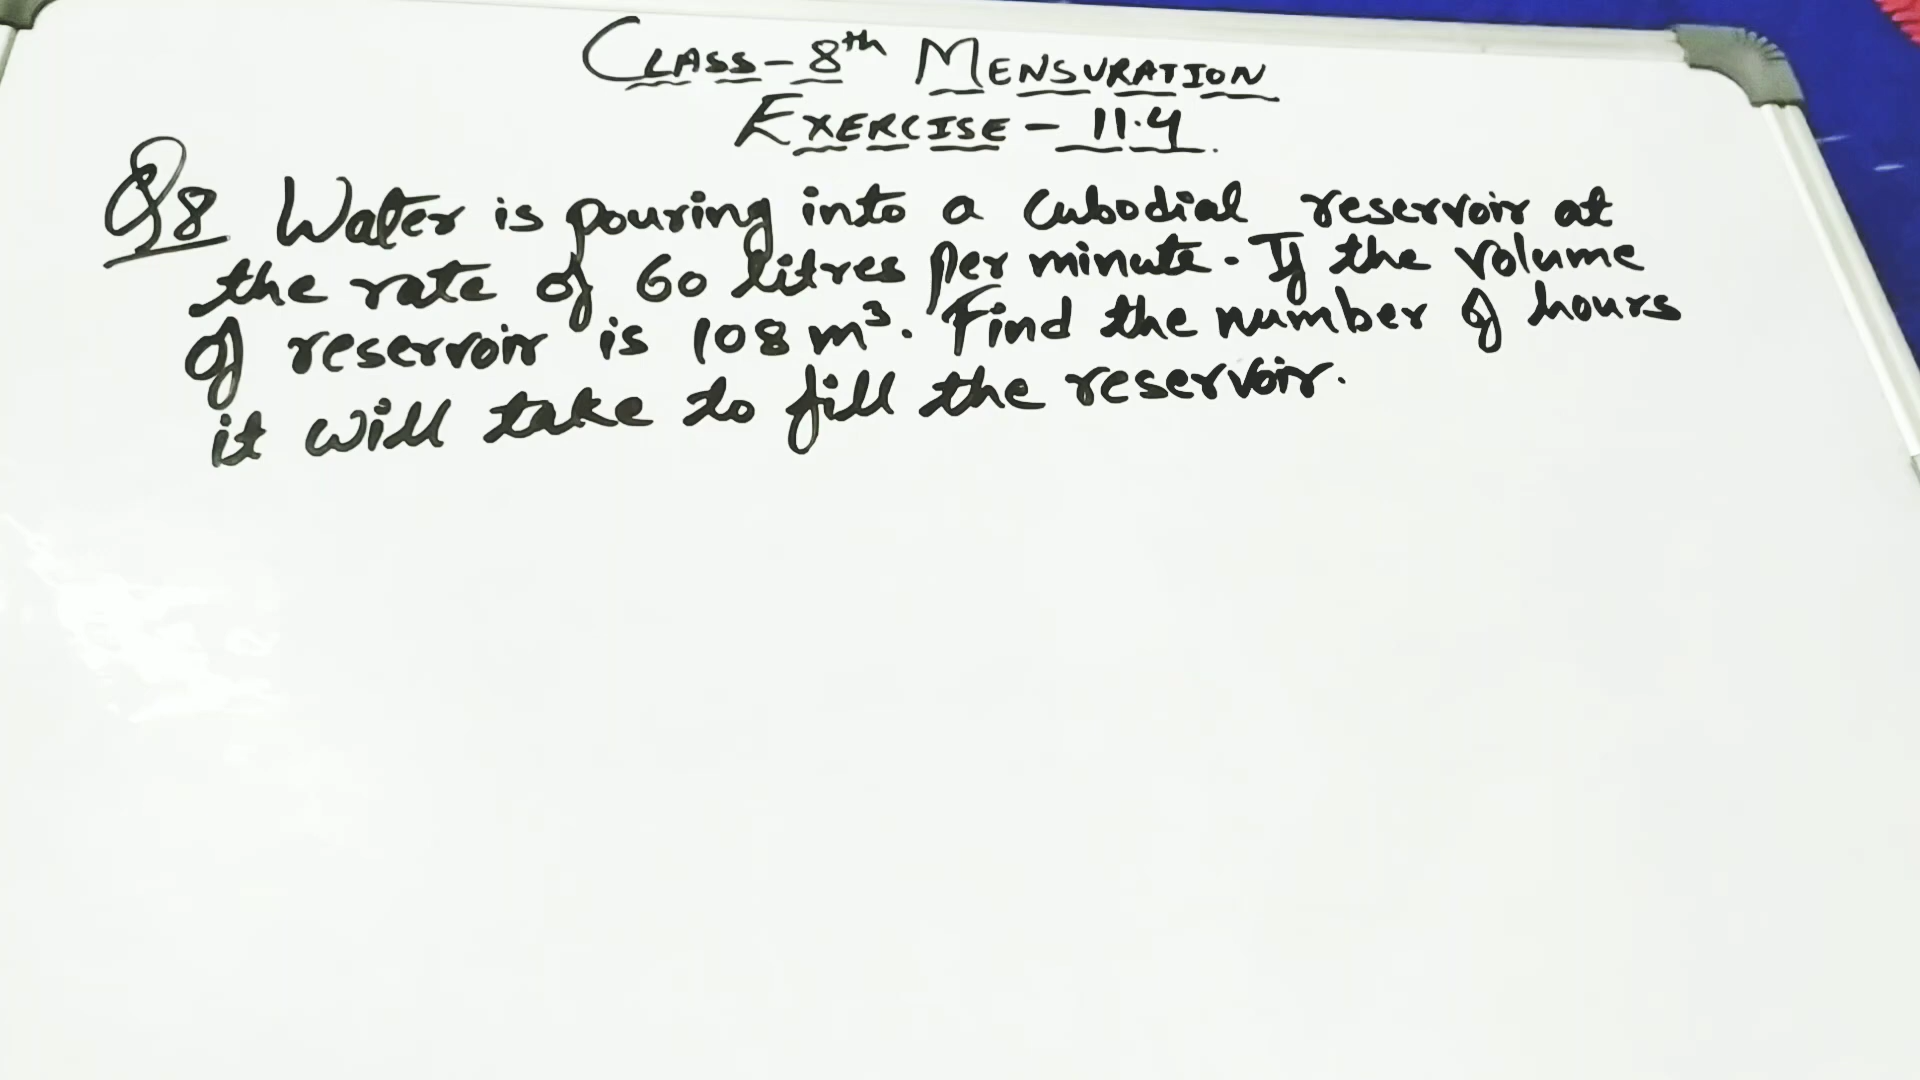 CLASS-8th MENSURATION
EXERCISE - 11.4.
Q8 Water is pouring into a cubodial reservoir at
the rate of 60 litres per minute. If the volume
of reservoir is 108 m³. Find the number of hours
it will take to fill the reservoir.